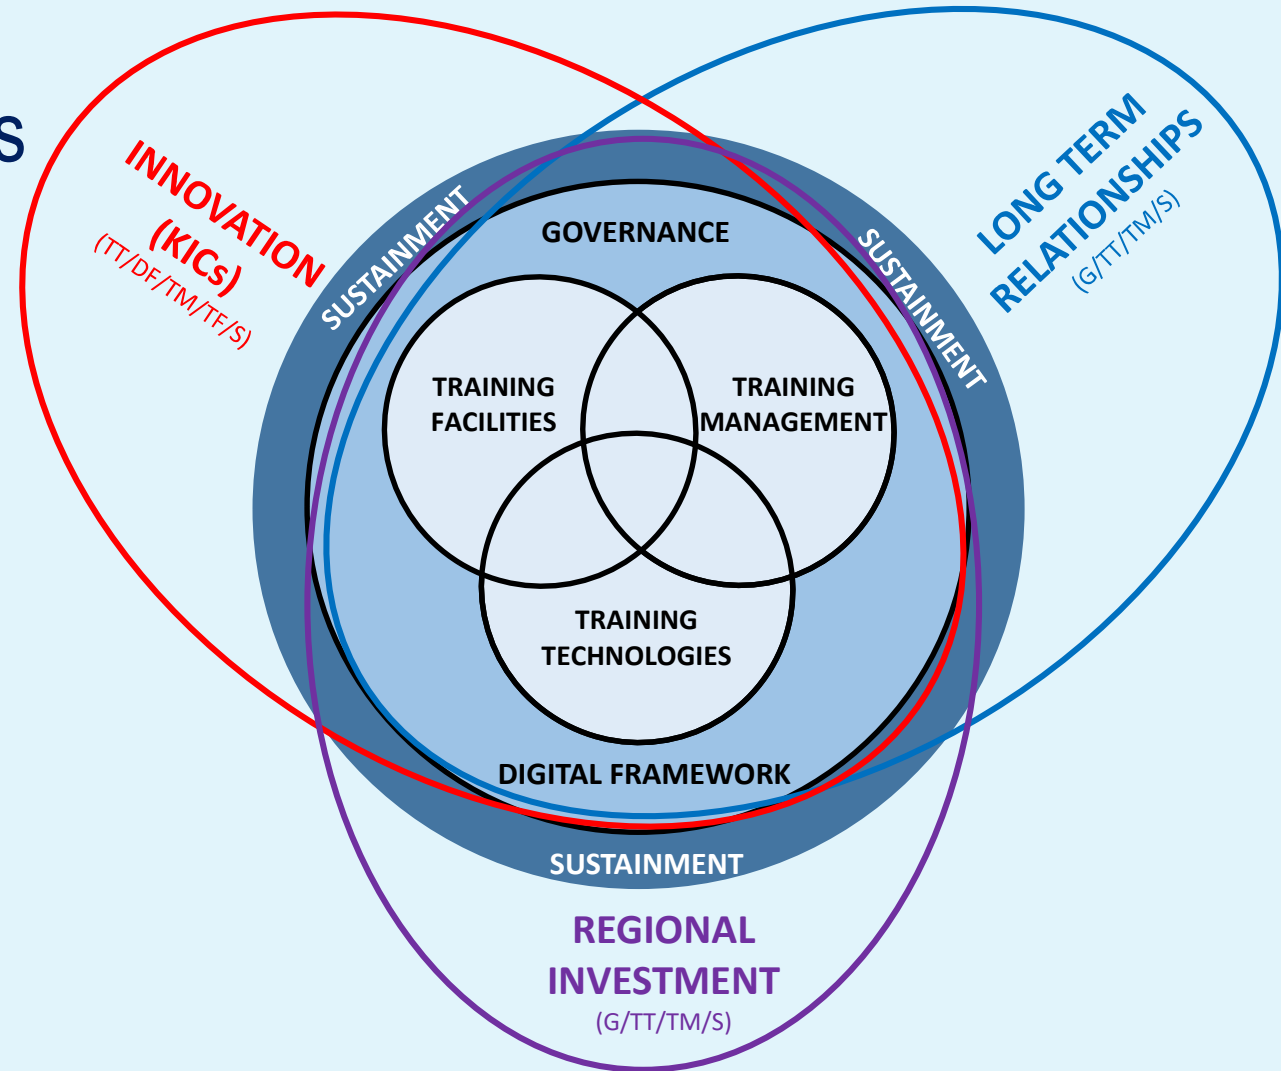 S
INNOVATION
(KICs)
(TT/DF/TM/TF/S)
LONG TERM
RELATIONSHIPS
(G/TT/TM/S)
SUSTAINMENT
SUSTAINMENT
GOVERNANCE
TRAINING
FACILITIES
TRAINING
MANAGEMENT
TRAINING
TECHNOLOGIES
DIGITAL FRAMEWORK
SUSTAINMENT
REGIONAL
INVESTMENT
(G/TT/TM/S)